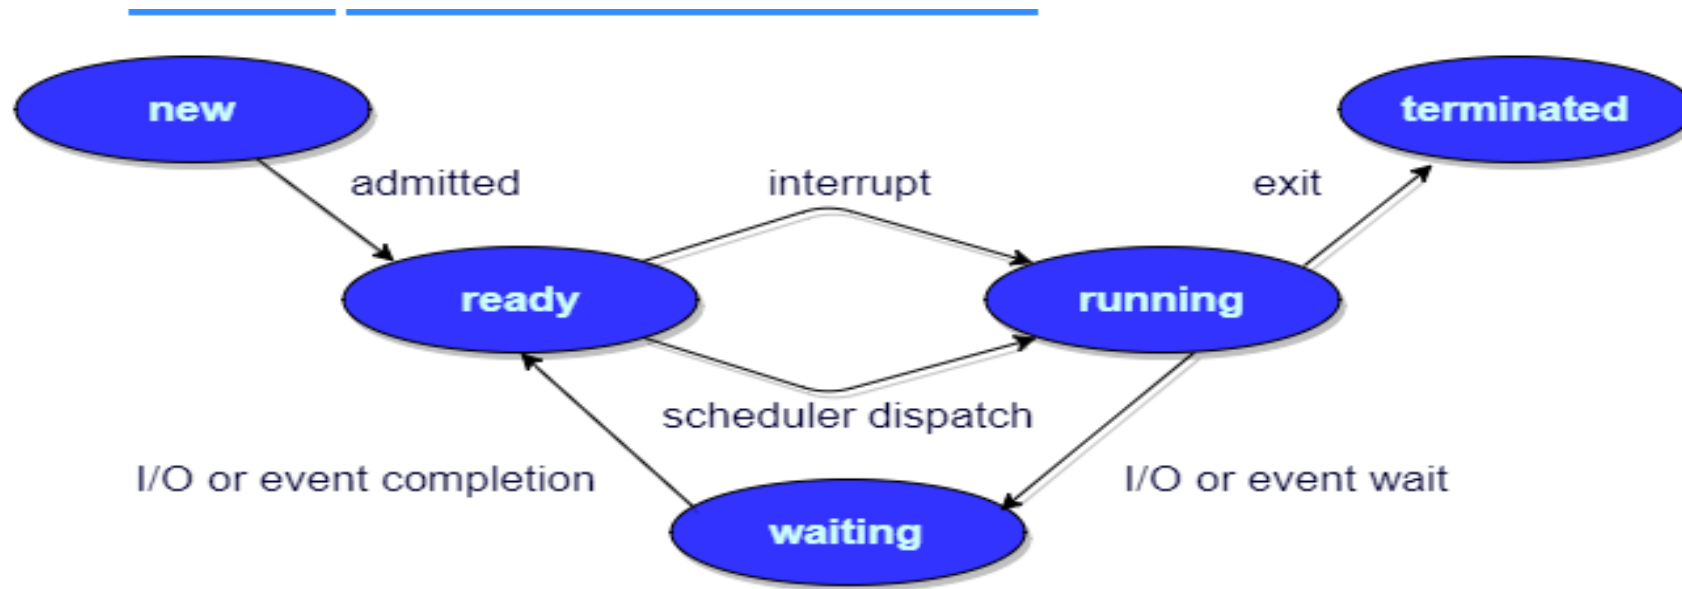 new
terminated
admitted
interrupt
exit
ready
running
scheduler dispatch
I/O or event completion
I/O or event wait
waiting